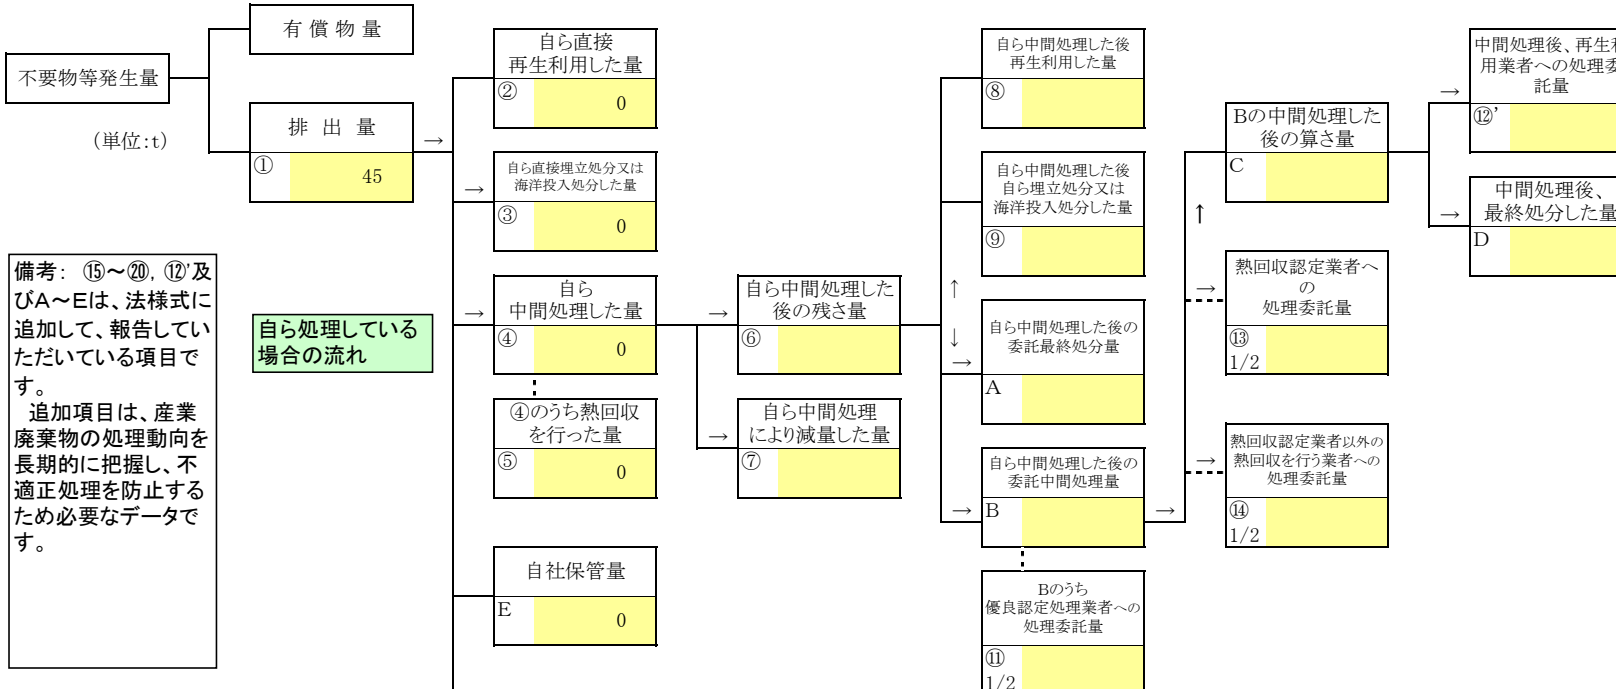 不要物等発生量
(単位:t)
有 償 物 量
排 出 量
→
①
45
備考: ⑮~⑳, ⑫'及
びA~Eは、法様式に
追加して、報告してい
ただいている項目で
す。
追加項目は、産業
廃棄物の処理動向を
長期的に把握し、不
適正処理を防止する
ため必要なデータで
す。
自ら処理している
場合の流れ
自ら直接
再生利用した量
②
0
→
自ら直接埋立処分又は
海洋投入処分した量
③
0
→
自ら
中間処理した量
④
0
④のうち熱回収
を行った量
⑤
0
自社保管量
E
0
→
自ら中間処理した
後の残さ量
⑥
→
自ら中間処理
により減量した量
⑦
自ら中間処理した後
再生利用した量
⑧
自ら中間処理した後
自ら埋立処分又は
海洋投入処分した量
⑨
↑
↓
→
自ら中間処理した後の
委託最終処分量
A
自ら中間処理した後の
委託中間処理量
→
B
→
Bのうち
優良認定処理業者への
処理委託量
⑪
1/2
Bの中間処理した
後の算さ量
C
↑
→
熱回収認定業者へ
の
処理委託量
⑬
1/2
→
熱回収認定業者以外の
熱回収を行う業者への
処理委託量
⑭
1/2
→
中間処理後、再生利
用業者への処理委
託量
⑫'
→
中間処理後、
最終処分した量
D